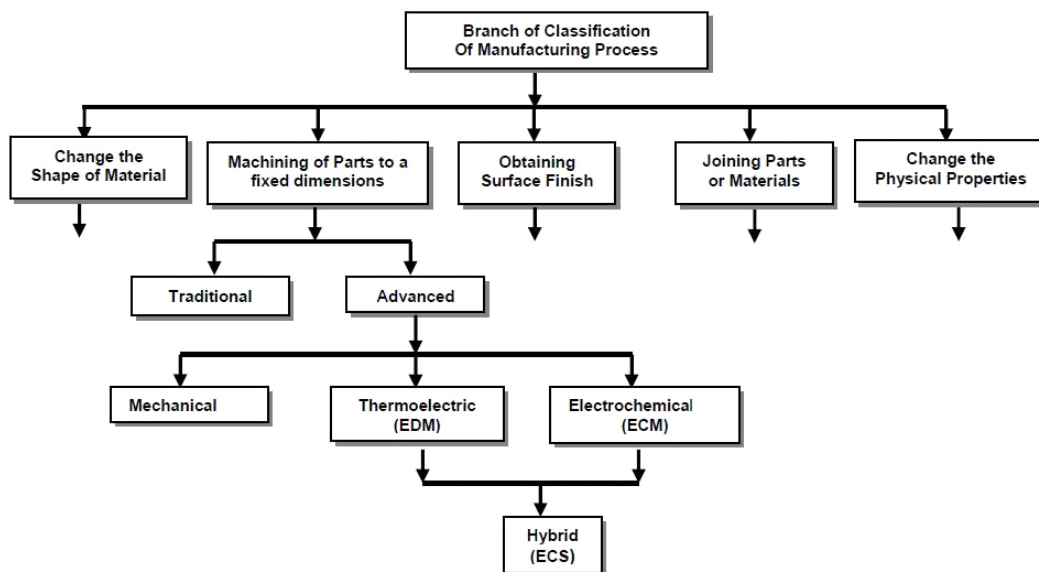 Branch of Classification
Of Manufacturing Process
Change the
Shape of Material
Machining of Parts to a
fixed dimensions
Obtaining
Surface Finish
Joining Parts
or Materials
Change the
Physical Properties
Traditional
Advanced
Mechanical
Thermoelectric
(EDM)
Electrochemical
(ECM)
Hybrid
(ECS)